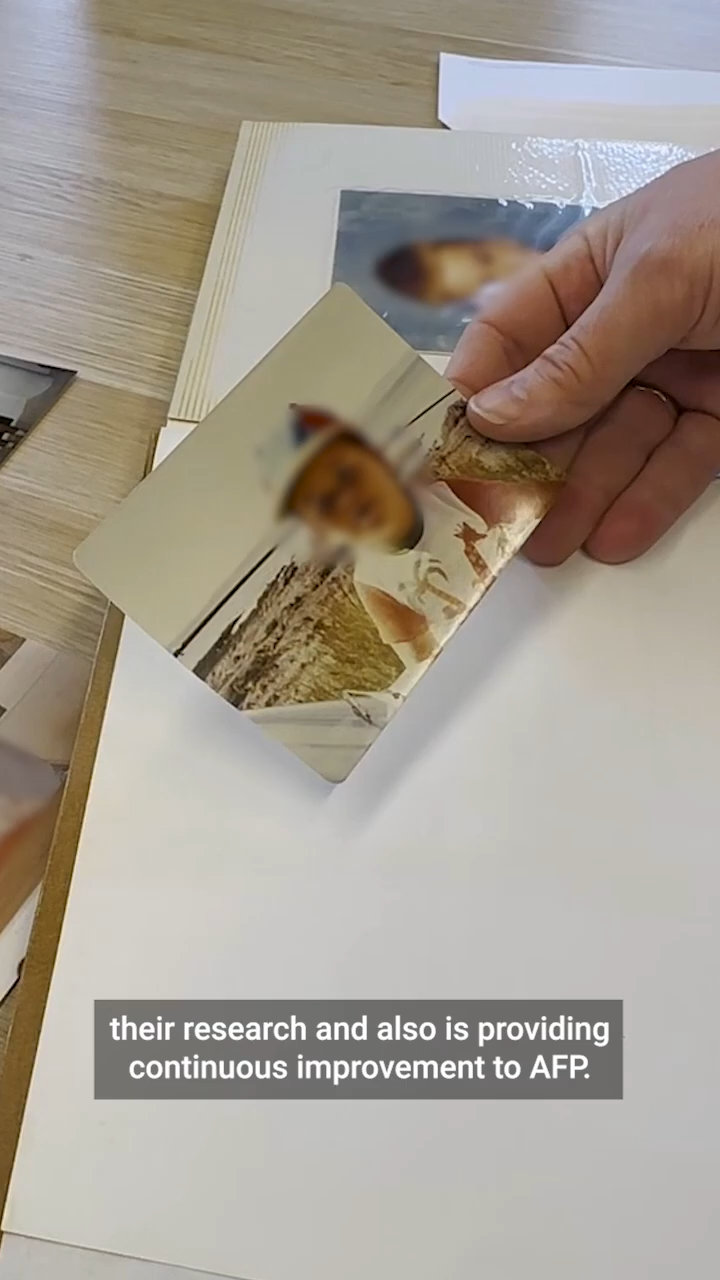 their research and also is providing
continuous improvement to AFP.